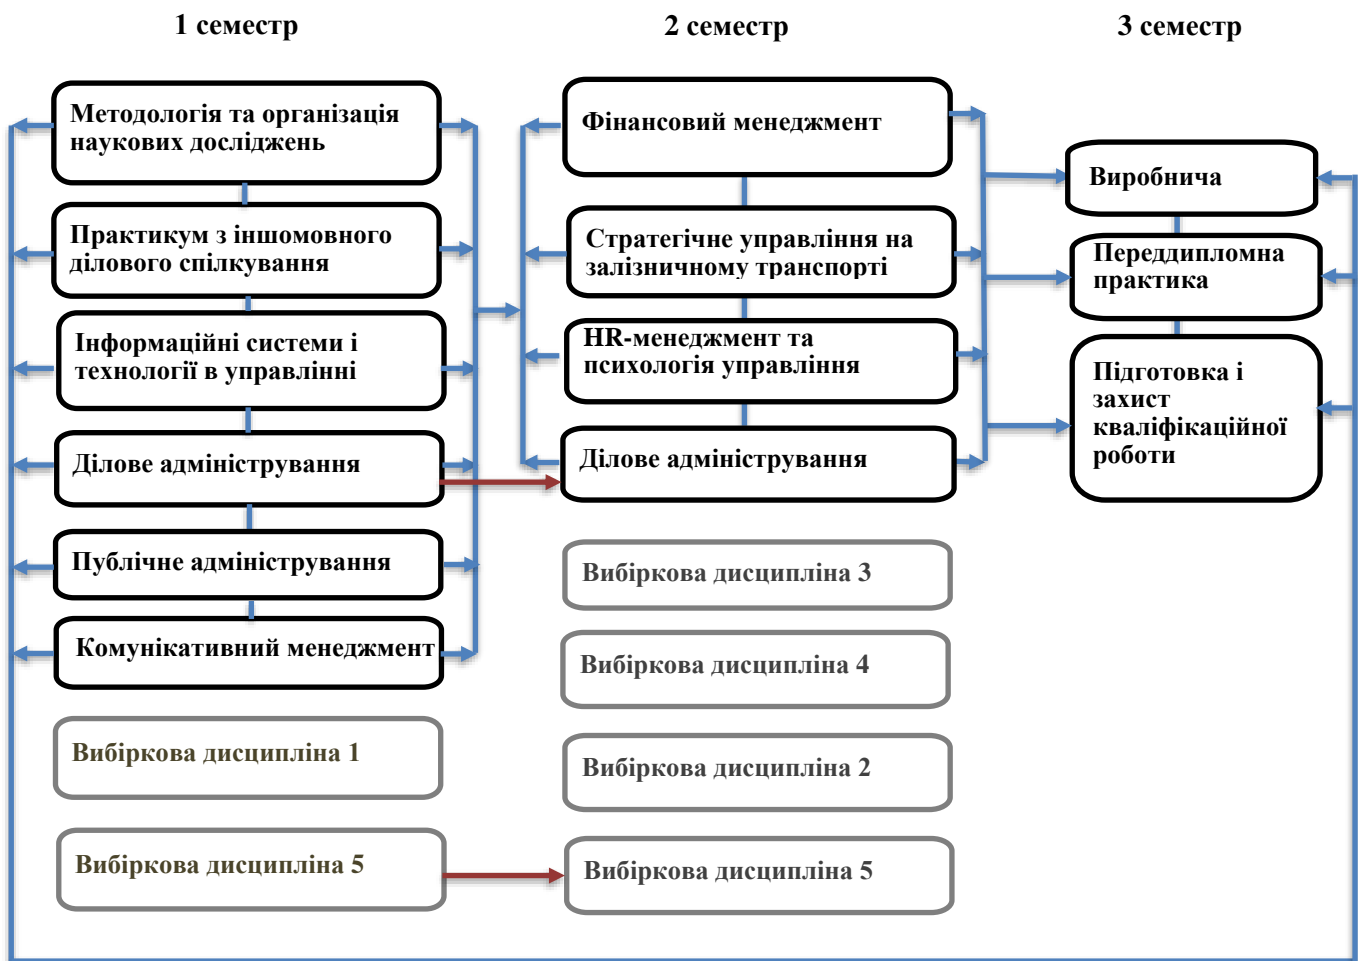 1 семестр
2 семестр
3 семестр
Методологія та організація
наукових досліджень
Практикум з іншомовного
ділового спілкування
Інформаційні системи і
технології в управлінні
Ділове адміністрування
Публічне адміністрування
Комунікативний менеджмент
Вибіркова дисципліна 1
Вибіркова дисципліна 5
Фінансовий менеджмент
Стратегічне управління на
залізничному транспорті
HR-менеджмент та
психологія управління
Ділове адміністрування
Вибіркова дисципліна 3
Вибіркова дисципліна 4
Вибіркова дисципліна 2
Вибіркова дисципліна 5
Виробнича
Переддипломна
практика
Підготовка і
захист
кваліфікаційної
роботи